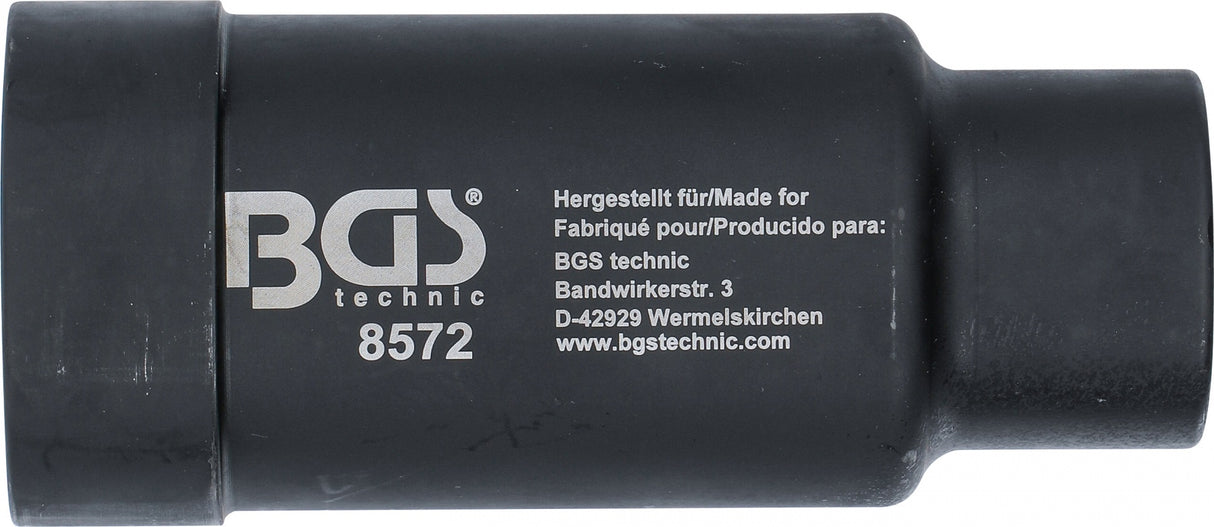 BGS®
technic
8572
Hergestellt für/Made for
Fabriqué pour/Producido para:
BGS technic
Bandwirkerstr. 3
D-42929 Wermelskirchen
www.bgstechnic.com